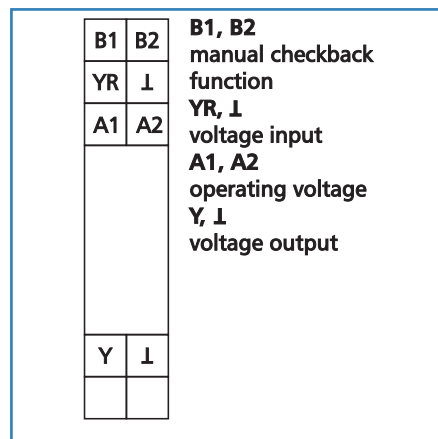 B1 B2
YR ⊥
A1 A2
Y ⊥
B1, B2
manual checkback
function
YR, ⊥
voltage input
A1, A2
operating voltage
Y, ⊥
voltage output